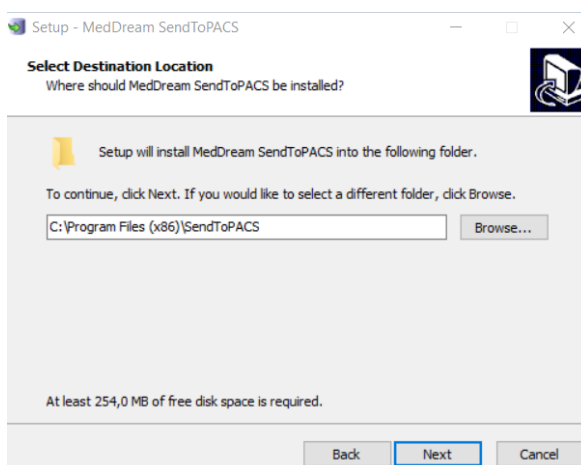 Setup - MedDream SendToPACS
Select Destination Location
Where should MedDream SendToPACS be installed?
Setup will install MedDream SendToPACS into the following folder.
To continue, click Next. If you would like to select a different folder, click Browse.
C:\Program Files (x86)\SendToPACS
Browse...
At least 254,0 MB of free disk space is required.
Back
Next
Cancel